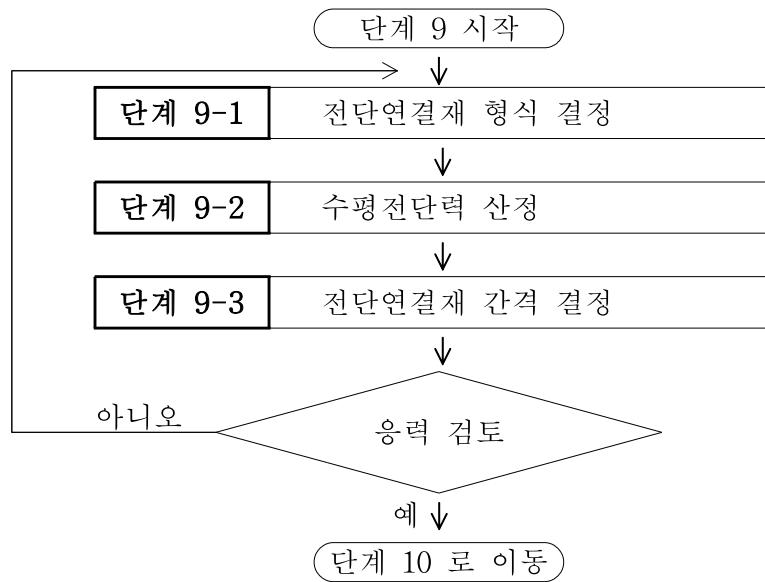 단계 9 시작
단계 9-1 전단연결재 형식 결정
단계 9-2 수평전단력 산정
단계 9-3 전단연결재 간격 결정
아니오
응력 검토
예
단계 10 로 이동